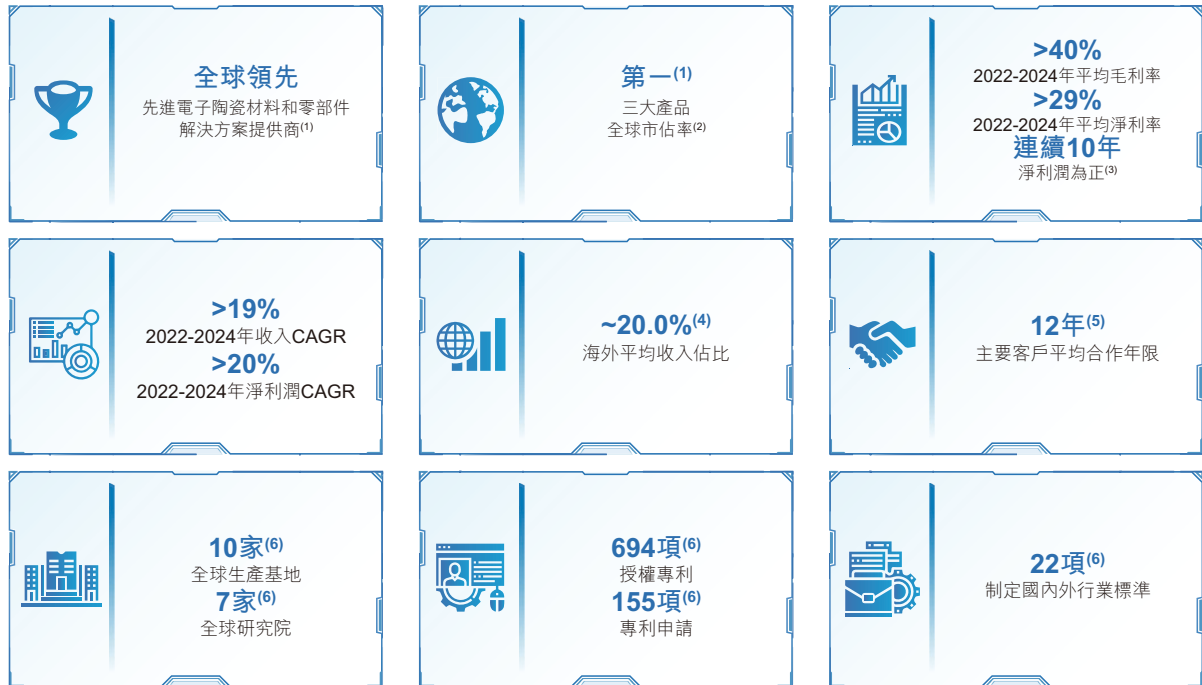 全球領先
先進電子陶瓷材料和零部件
解決方案提供商(1)
第一(1)
三大產品
全球市佔率(2)
>40%
2022-2024年平均毛利率
>29%
2022-2024年平均淨利率
連續10年
淨利潤為正(3)
>19%
2022-2024年收入CAGR
>20%
2022-2024年淨利潤CAGR
~20.0%(4)
海外平均收入佔比
12年(5)
主要客戶平均合作年限
10家(6)
全球生產基地
7家(6)
全球研究院
694項(6)
授權專利
155項(6)
專利申請
22項(6)
制定國內外行業標準